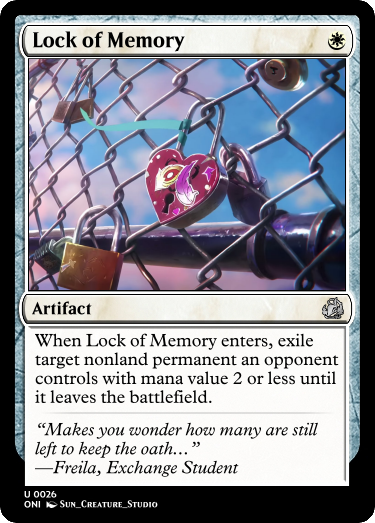 Lock of Memory
Artifact
When Lock of Memory enters, exile
target nonland permanent an opponent
controls with mana value 2 or less until
it leaves the battlefield.
“Makes you wonder how many are still
left to keep the oath…”
—Freila, Exchange Student
U 0026
ONI Sun_Creature_Studio